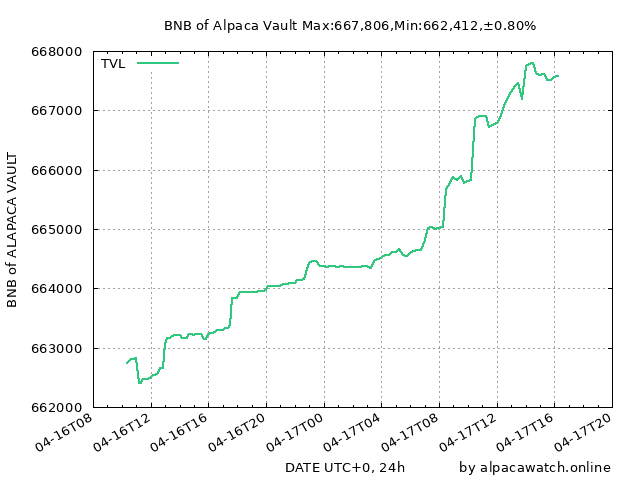 BNB of Alpaca Vault Max:667,806,Min:662,412,±0.80%
TVL
668000
667000
666000
665000
664000
663000
662000
BNB of ALAPACA VAULT
04-16T08
04-16T12
04-16T16
04-16T20
04-17T00
04-17T04
04-17T08
04-17T12
04-17T16
04-17T20
DATE UTC+0, 24h
by alpacawatch.online